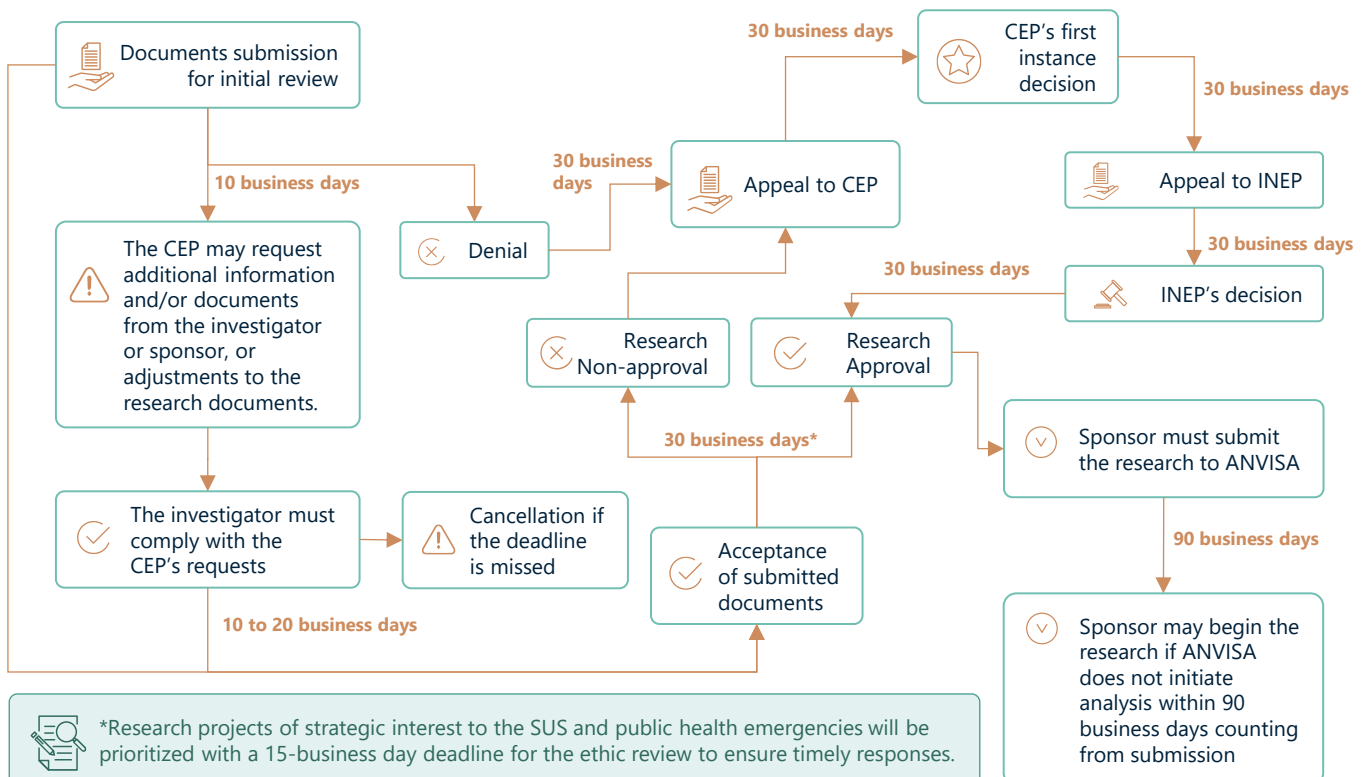 Documents submission
for initial review
10 business days
Denial
30 business
days
The CEP may request
additional information
and/or documents
from the investigator
or sponsor, or
adjustments to the
research documents.
The investigator must
comply with the
CEP's requests
Cancellation if
the deadline
is missed
10 to 20 business days
Acceptance
of submitted
documents
30 business days*
Research
Non-approval
Research
Approval
Appeal to CEP
30 business days
CEP's first
instance
decision
30 business days
Appeal to INEP
30 business days
INEP's decision
30 business days
Sponsor must submit
the research to ANVISA
90 business days
Sponsor may begin the
research if ANVISA
does not initiate
analysis within 90
business days counting
from submission
*Research projects of strategic interest to the SUS and public health emergencies will be
prioritized with a 15-business day deadline for the ethic review to ensure timely responses.